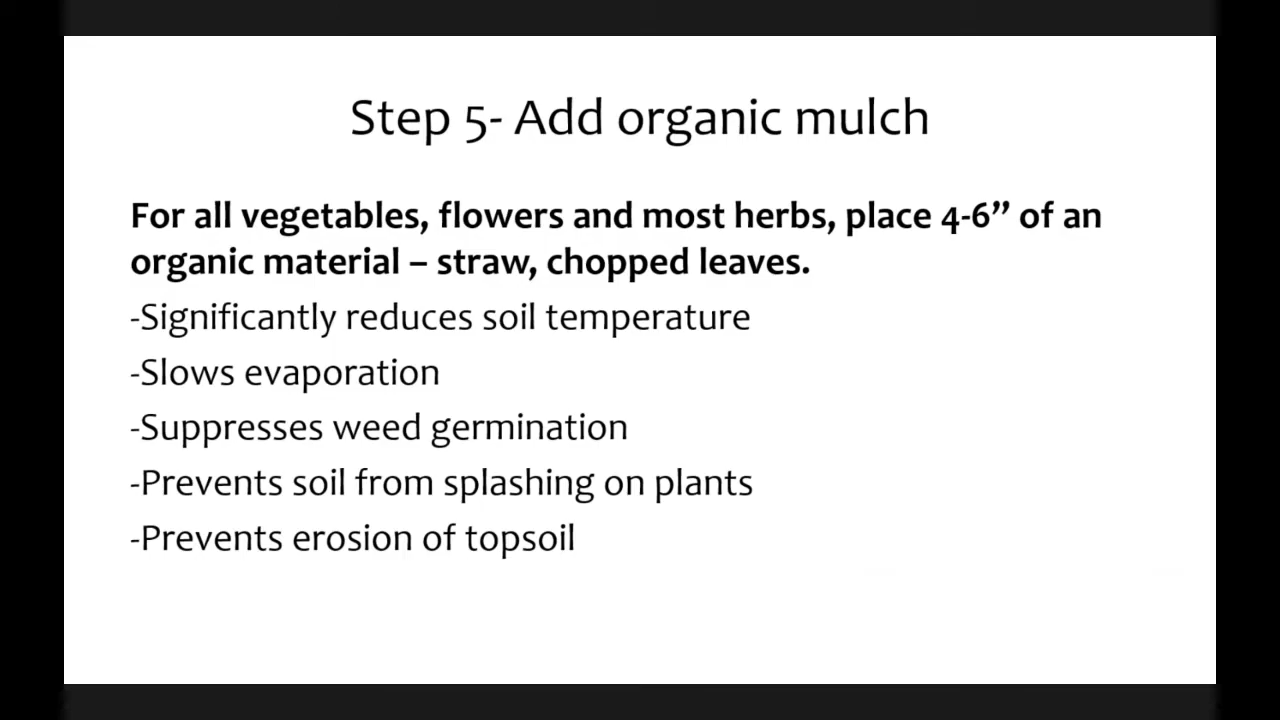 Step 5- Add organic mulch
For all vegetables, flowers and most herbs, place 4-6” of an
organic material – straw, chopped leaves.
-Significantly reduces soil temperature
-Slows evaporation
-Suppresses weed germination
-Prevents soil from splashing on plants
-Prevents erosion of topsoil